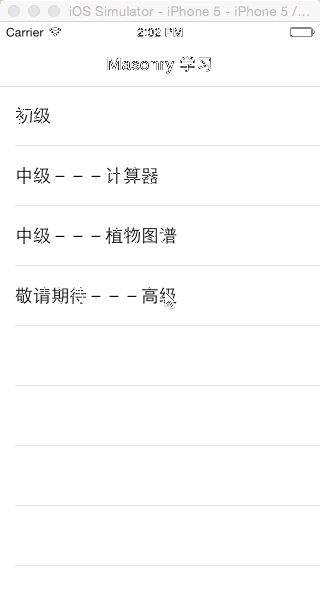 iOS Simulator - iPhone 5 - iPhone 5 /...
Carrier 2:02 PM
Masonry 学习
初级
中级－－－计算器
中级－－－植物图谱
敬请期待－－－高级